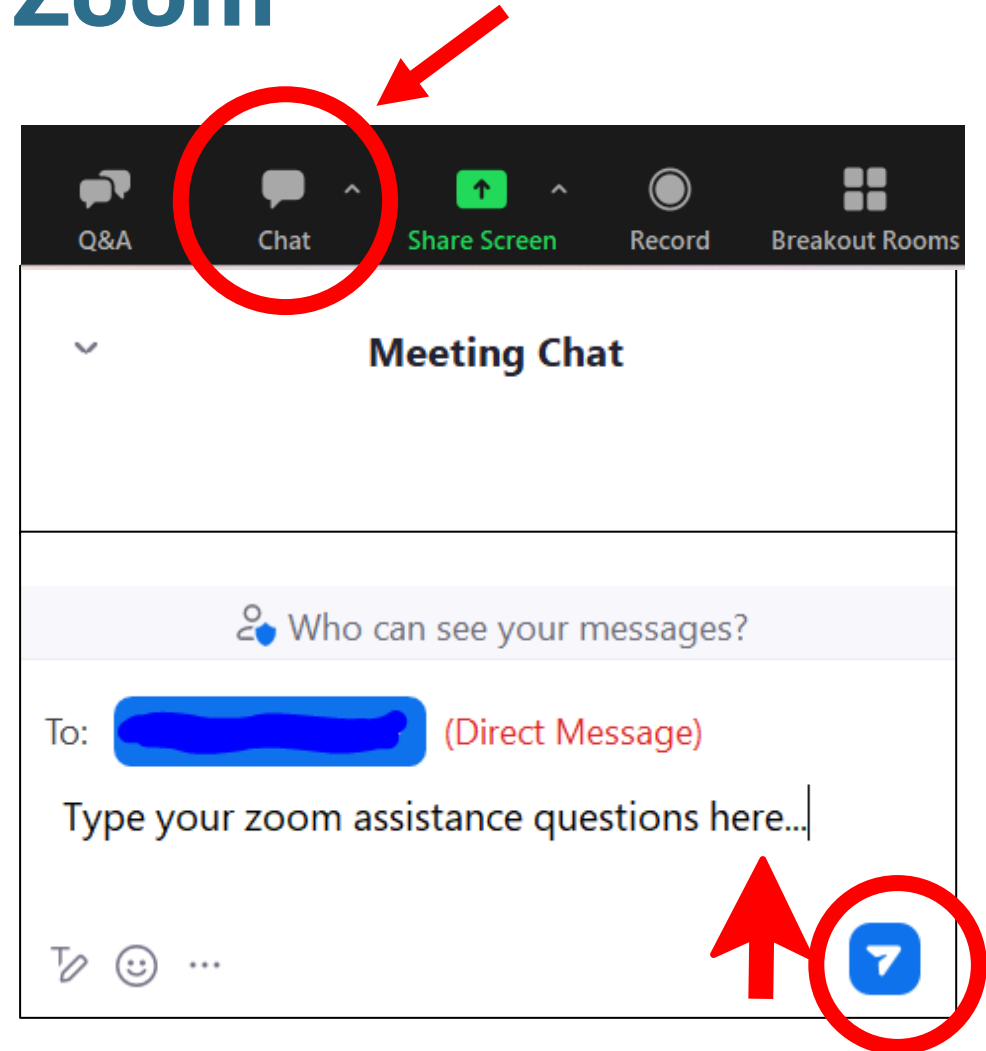 Zoom
Q&A
Chat
Share Screen
Record
Breakout Rooms
Meeting Chat
Who can see your messages?
To: (Direct Message)
Type your zoom assistance questions here...